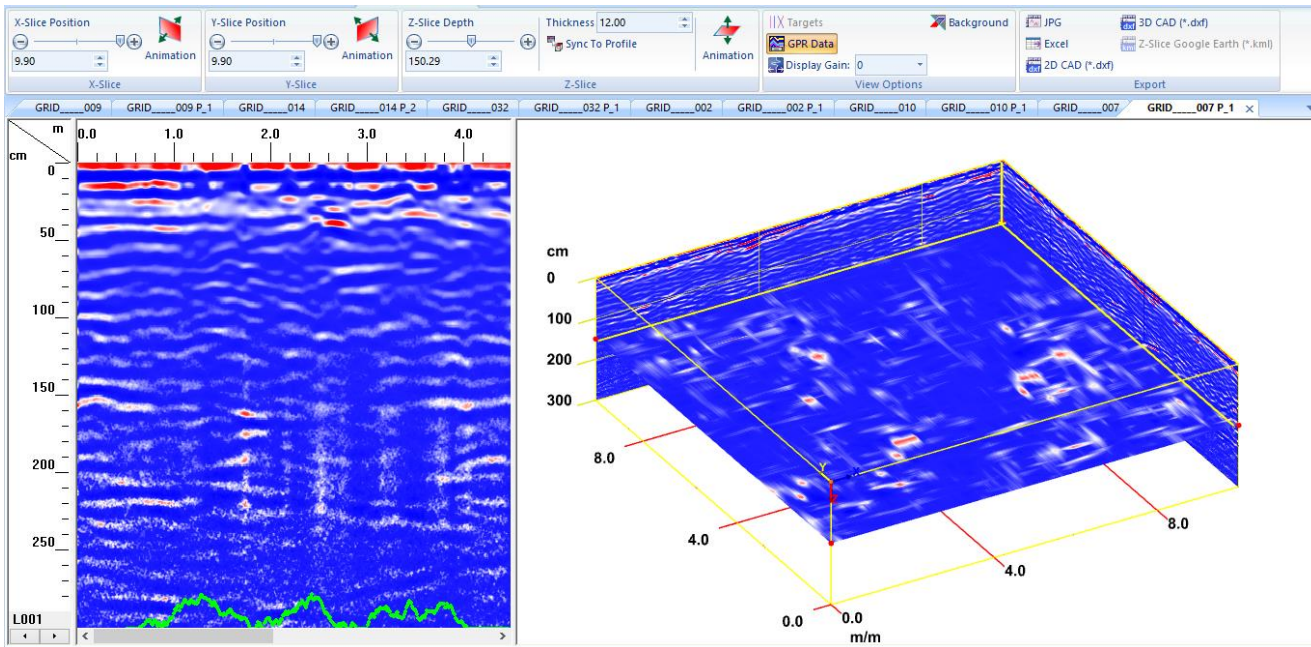 X-Slice Position
9.90
Animation
X-Slice
Y-Slice Position
9.90
Animation
Y-Slice
Z-Slice Depth
150.29
Thickness 12.00
Sync To Profile
Animation
Z-Slice
Targets
GPR Data
Display Gain: 0
Background
View Options
JPG
Excel
2D CAD (*.dxf)
3D CAD (*.dxf)
Z-Slice Google Earth (*.kml)
Export
GRID_____009 GRID_____009 P_1 GRID_____014 GRID_____014 P_2 GRID_____032 GRID_____032 P_1 GRID_____002 GRID_____002 P_1 GRID_____010 GRID_____010 P_1 GRID_____007 GRID_____007 P_1
m 0.0 1.0 2.0 3.0 4.0
cm
0
50
100
150
200
250
L001
cm
0
100
200
300
8.0
4.0
0.0
0.0
4.0
8.0
m/m
Y